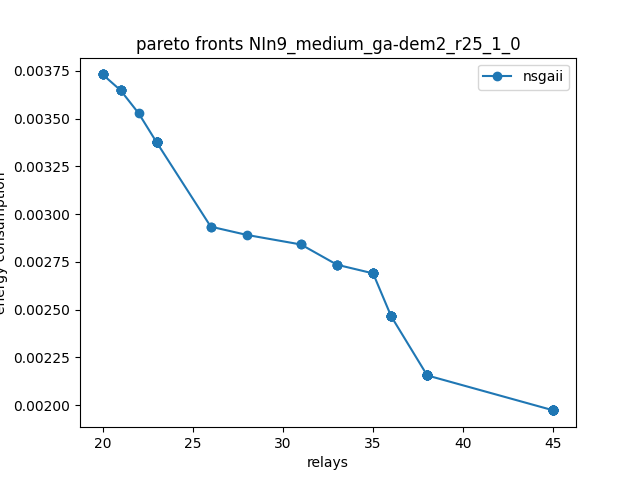 pareto fronts NIn9_medium_ga-dem2_r25_1_0
nsgaii
0.00375
0.00350
0.00325
0.00300
0.00275
0.00250
0.00225
0.00200
energy consumption
20 25 30 35 40 45
relays